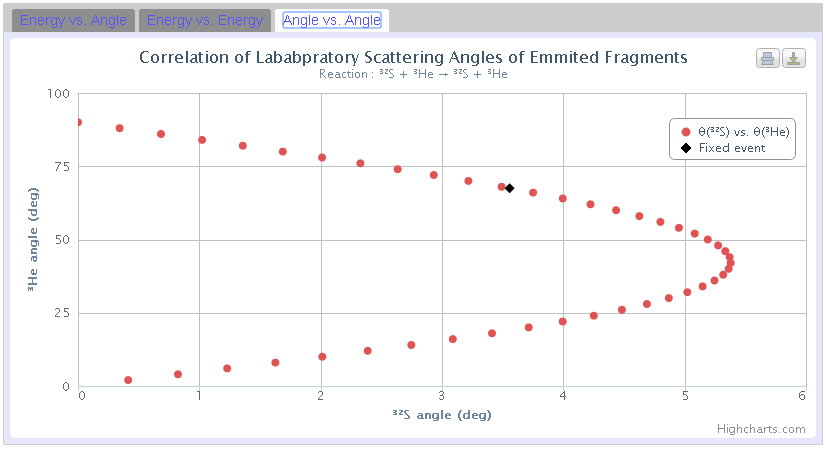 Energy vs. Angle Energy vs. Energy Angle vs. Angle
Correlation of Lababpratory Scattering Angles of Emmited Fragments
Reaction : ³²S + ³He → ³²S + ³He
100
75
50
25
0
³He angle (deg)
θ(³²S) vs. θ(³He)
Fixed event
0 1 2 3 4 5 6
³²S angle (deg)
Highcharts.com